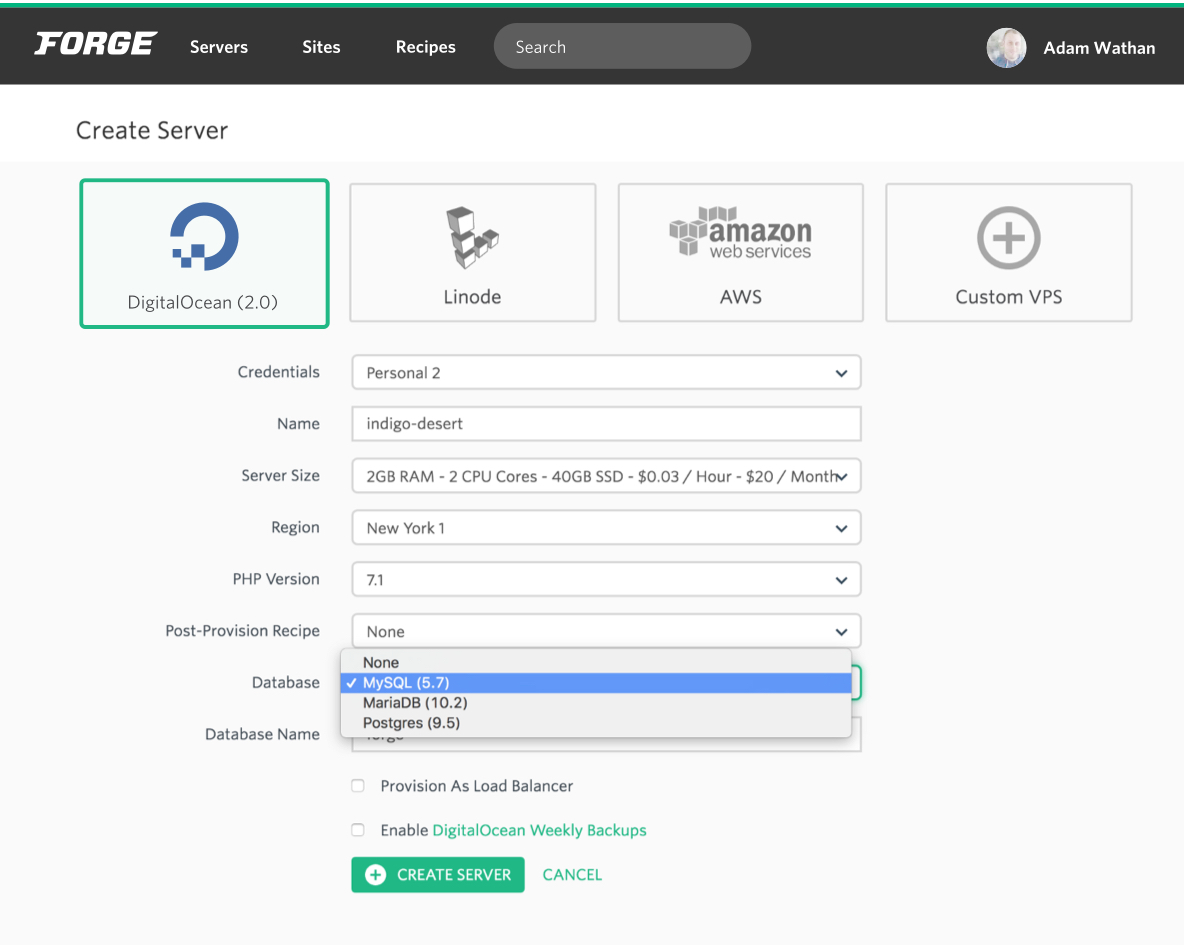 FORGE Servers Sites Recipes Search Adam Wathan
Create Server
amazon
web services
DigitalOcean (2.0) Linode AWS Custom VPS
Credentials Personal 2
Name indigo-desert
Server Size 2GB RAM - 2 CPU Cores - 40GB SSD - $0.03 / Hour - $20 / Month
Region New York 1
PHP Version 7.1
Post-Provision Recipe None
None
Database ✓ MySQL (5.7)
MariaDB (10.2)
Postgres (9.5)
Database Name
Provision As Load Balancer
Enable DigitalOcean Weekly Backups
CREATE SERVER CANCEL